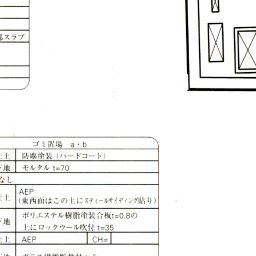 部スラブ
ゴミ置場 a・b
上 防塵塗装(ハードコート)
地 モルタル t=70
なし
上 AEP
(東西面はこの上にスティールサイディング貼り)
地 ポリエステル樹脂塗装合板t=0.8の
上にロックウール吹付 t=35
上 AEP CH=